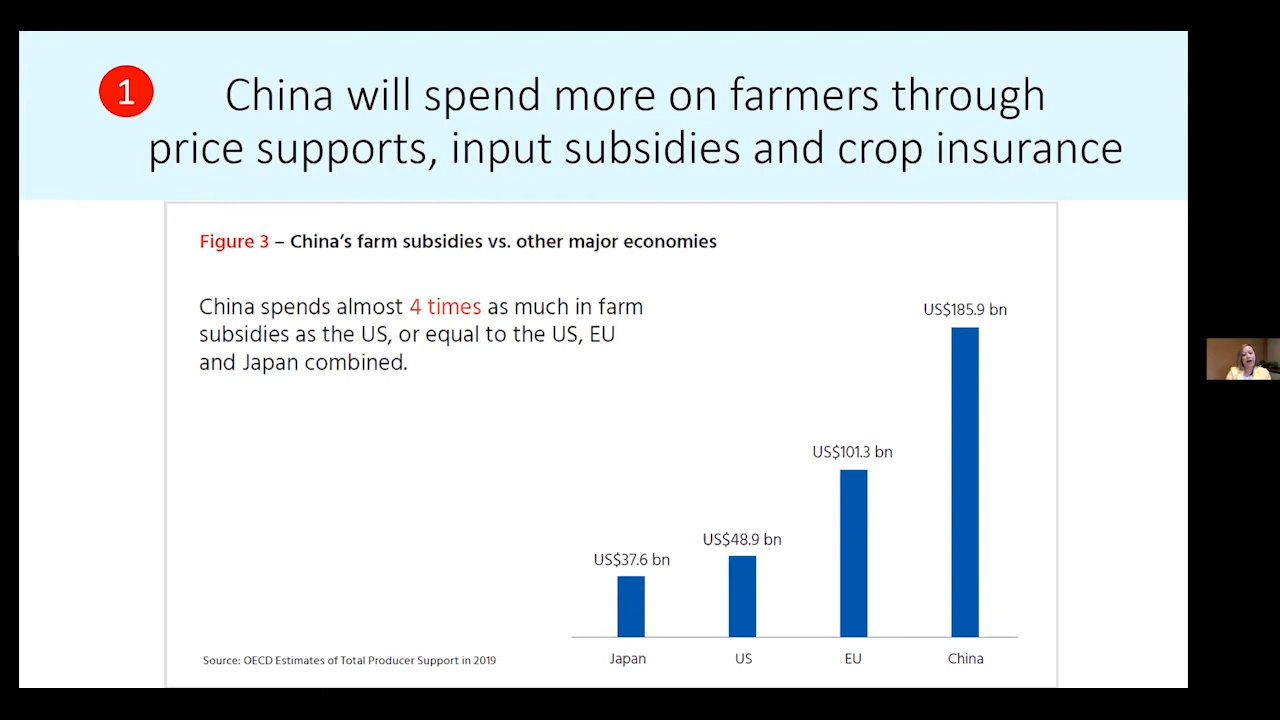 1
China will spend more on farmers through
price supports, input subsidies and crop insurance
Figure 3 – China's farm subsidies vs. other major economies
China spends almost 4 times as much in farm
subsidies as the US, or equal to the US, EU
and Japan combined.
US$185.9 bn
US$101.3 bn
US$48.9 bn
US$37.6 bn
Japan
US
EU
China
Source: OECD Estimates of Total Producer Support in 2019